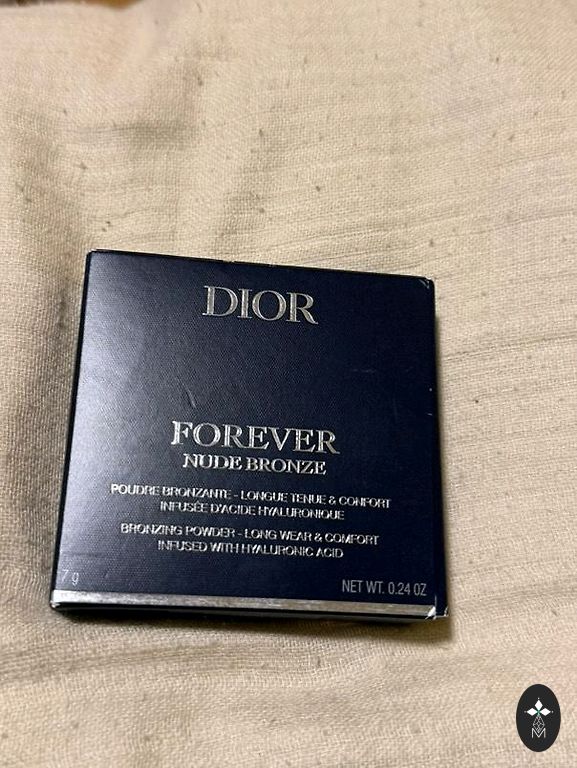 DIOR
FOREVER
NUDE BRONZE
POUDRE BRONZANTE - LONGUE TENUE & CONFORT
INFUSÉE D'ACIDE HYALURONIQUE
BRONZING POWDER - LONG WEAR & COMFORT
INFUSED WITH HYALURONIC ACID
7 g NET WT. 0.24 OZ
M